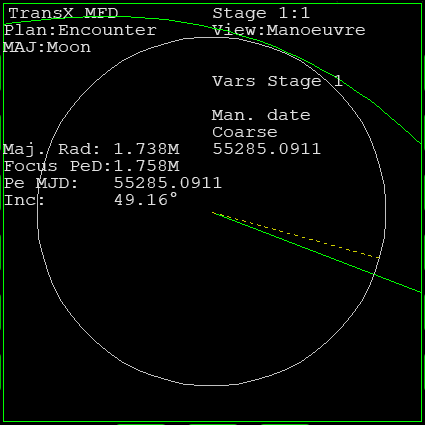 TransX MFD
Stage 1:1
Plan:Encounter
View:Manoeuvre
MAJ:Moon
Vars Stage 1
Man. date
Coarse
55285.0911
Maj. Rad: 1.738M
Focus PeD:1.758M
Pe MJD: 55285.0911
Inc: 49.16°